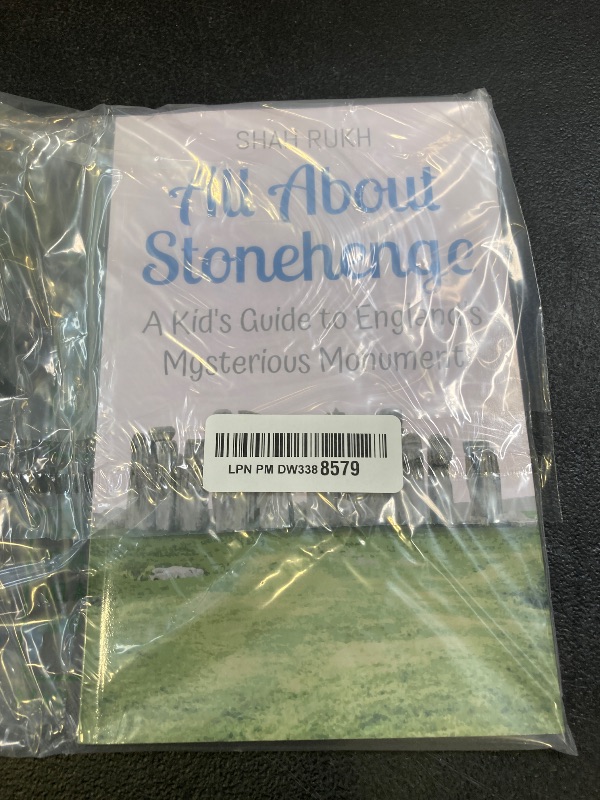 SHAH RUKH
All About
Stonehenge
A Kid's Guide to England's
Mysterious Monument
LPN PM DW338 8579